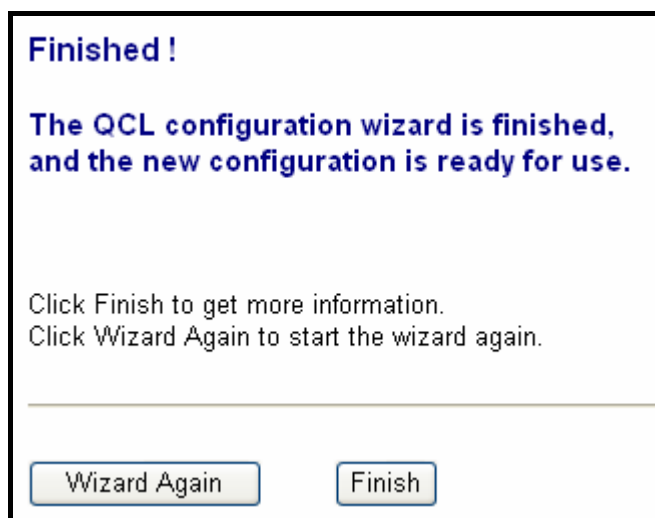 Finished !
The QCL configuration wizard is finished,
and the new configuration is ready for use.
Click Finish to get more information.
Click Wizard Again to start the wizard again.
Wizard Again
Finish